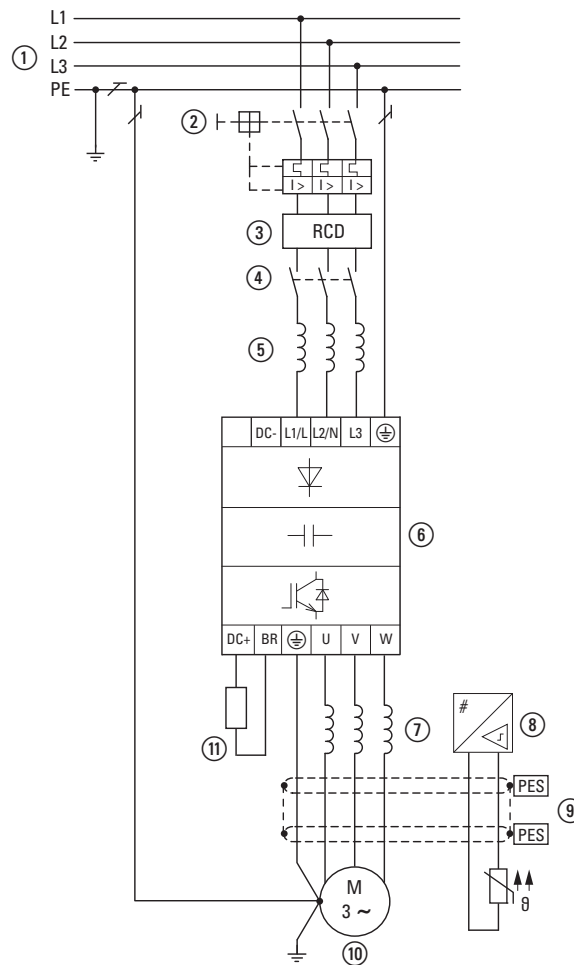 L1
L2
① L3
PE
②
I > I > I >
③ RCD
④
⑤
DC- L1/L L2/N L3
⑥
DC+ BR U V W
⑦
# ⑧
⑪
PES
⑨
PES
M
3 ~
ϑ
⑩